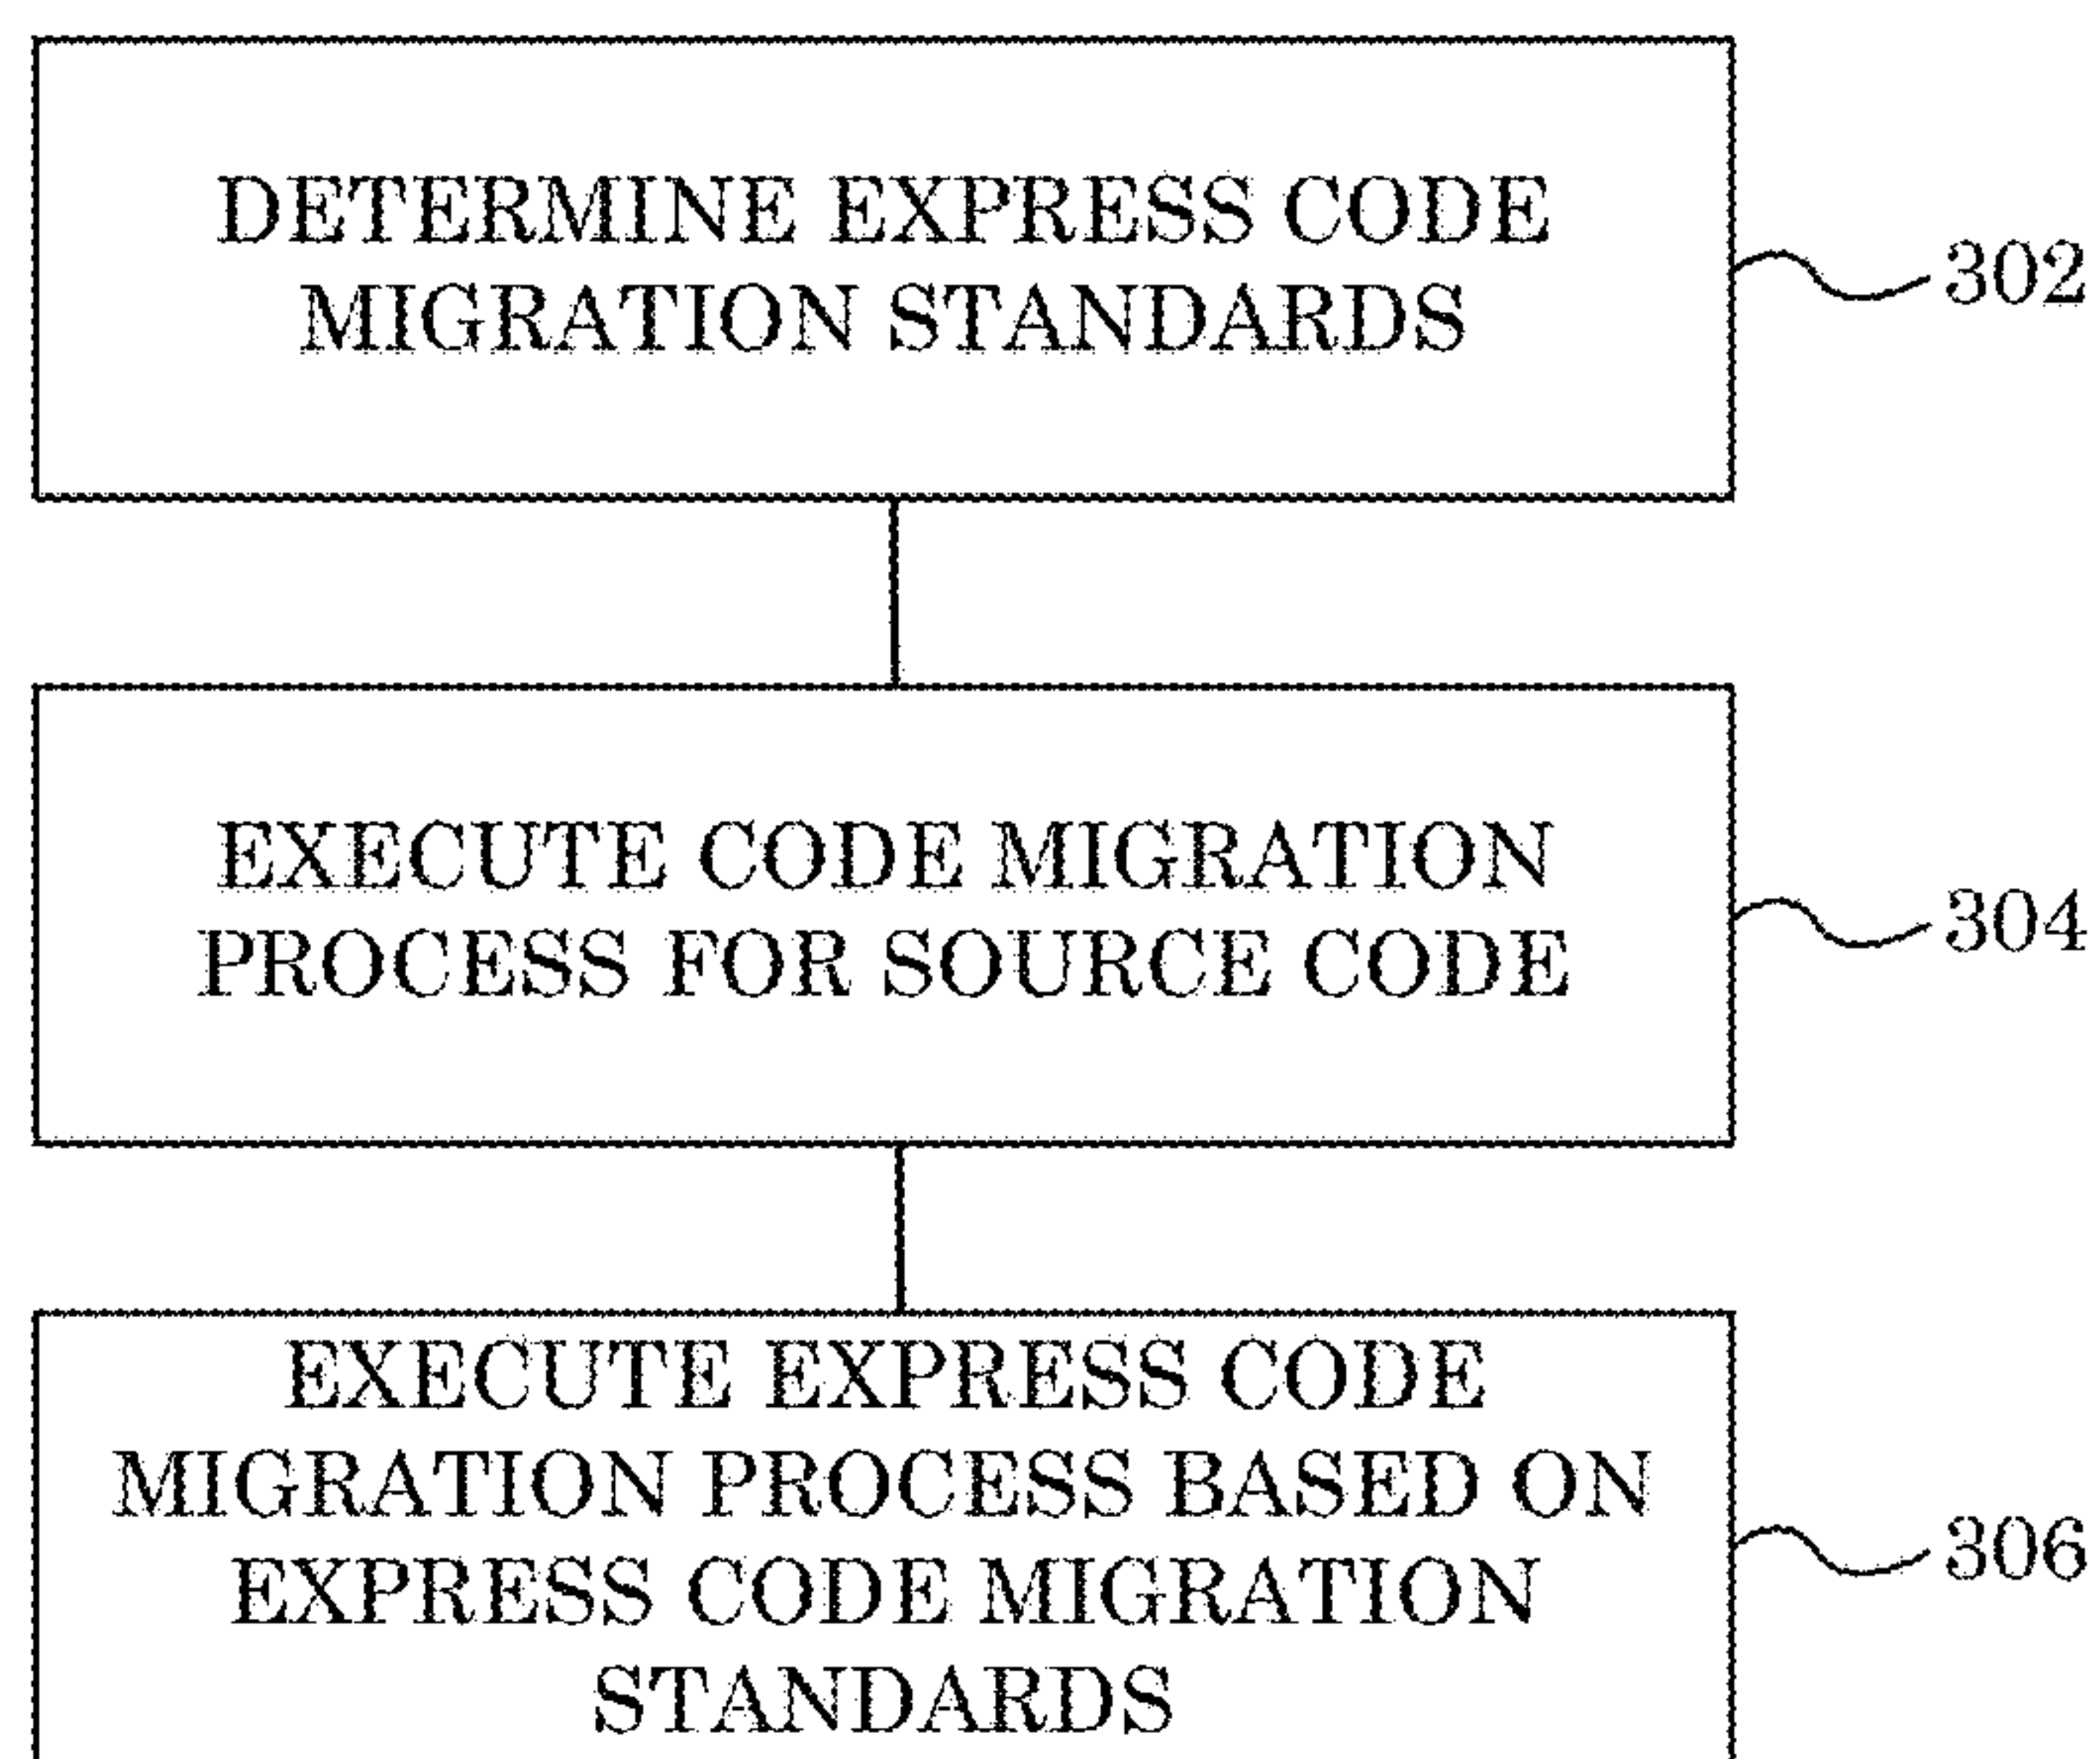 DETERMINE EXPRESS CODE
MIGRATION STANDARDS
302
EXECUTE CODE MIGRATION
PROCESS FOR SOURCE CODE
304
EXECUTE EXPRESS CODE
MIGRATION PROCESS BASED ON
EXPRESS CODE MIGRATION
STANDARDS
306